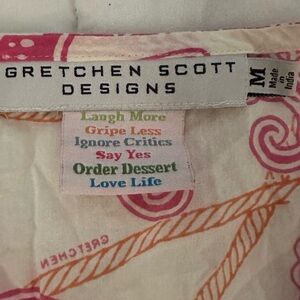 GRETCHEN SCOTT
DESIGNS
M
Made
in India
Laugh More
Gripe Less
Ignore Critics
Say Yes
Order Dessert
Love Life
GRETCHEN